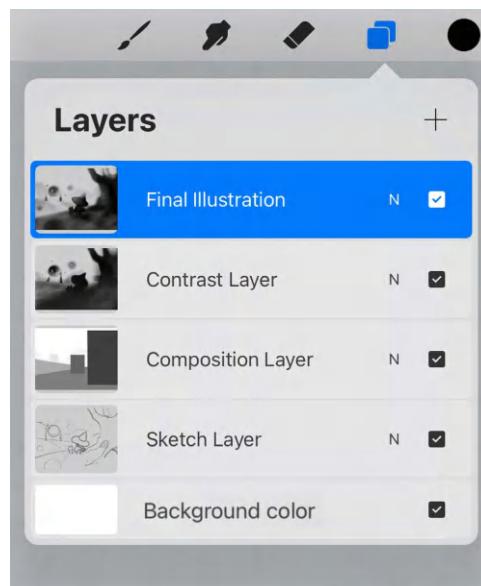 Layers
Final Illustration N
Contrast Layer N
Composition Layer N
Sketch Layer N
Background color